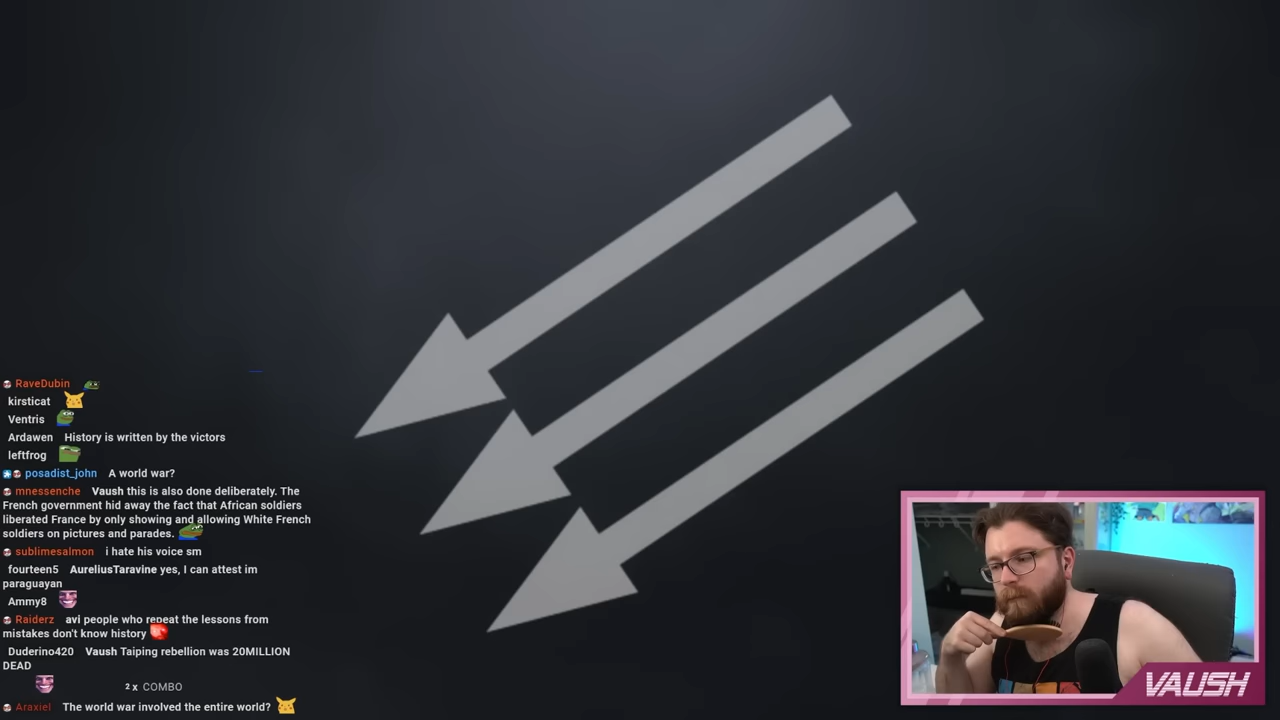 RaveDubin
kirsticat
Ventris
Ardawen History is written by the victors
leftfrog
posadist_john A world war?
mnessenche Vaush this is also done deliberately. The
French government hid away the fact that African soldiers
liberated France by only showing and allowing White French
soldiers on pictures and parades.
sublimesalmon i hate his voice sm
fourteen5 AureliusTaravine yes, I can attest im
paraguayan
Ammy8
Raiderz avi people who repeat the lessons from
mistakes don't know history
Duderino420 Vaush Taiping rebellion was 20MILLION
DEAD
2 x COMBO
Araxiel The world war involved the entire world?
VAUSH